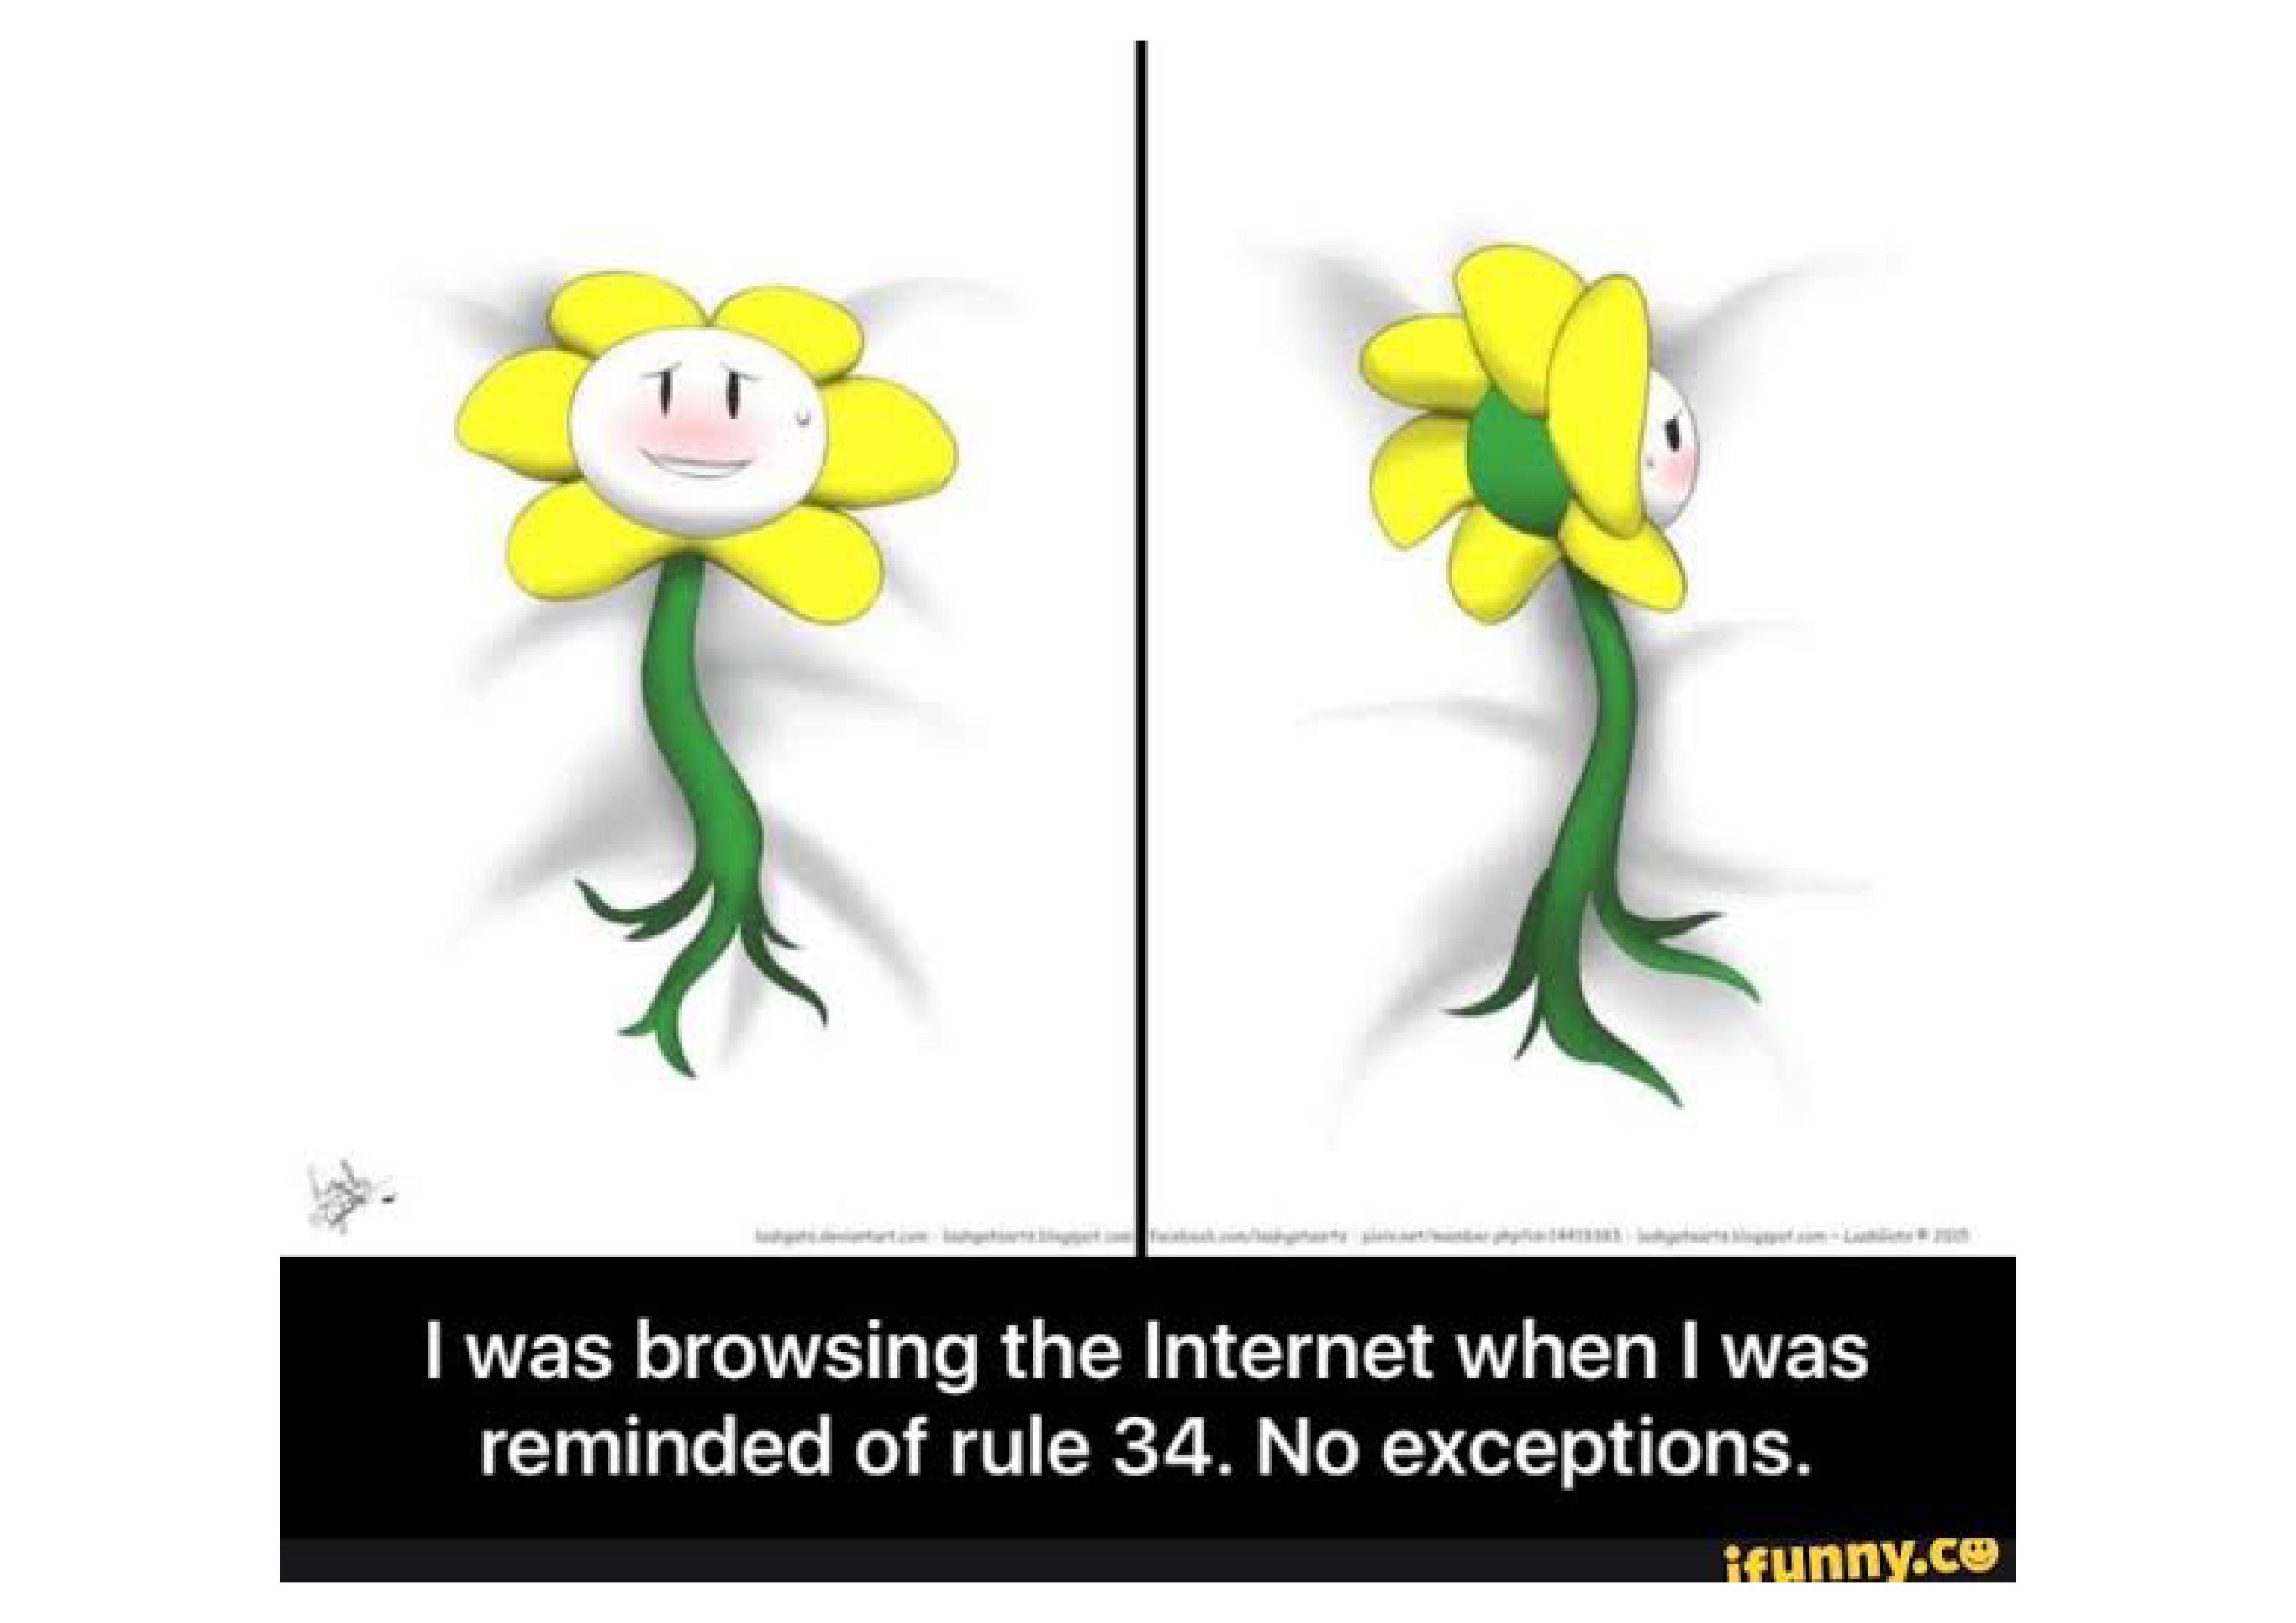 I was browsing the Internet when I was
reminded of rule 34. No exceptions.
ifunny.co